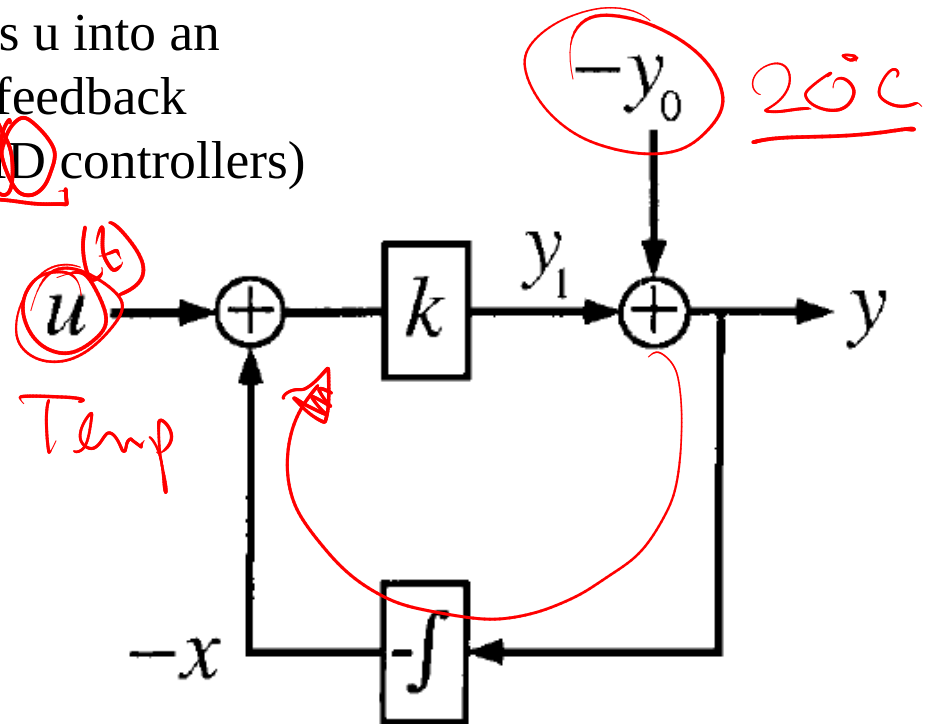 s u into an
feedback
D controllers)
−y₀
20°C
u
(t)
k
y₁
y
Temp
−x
-∫